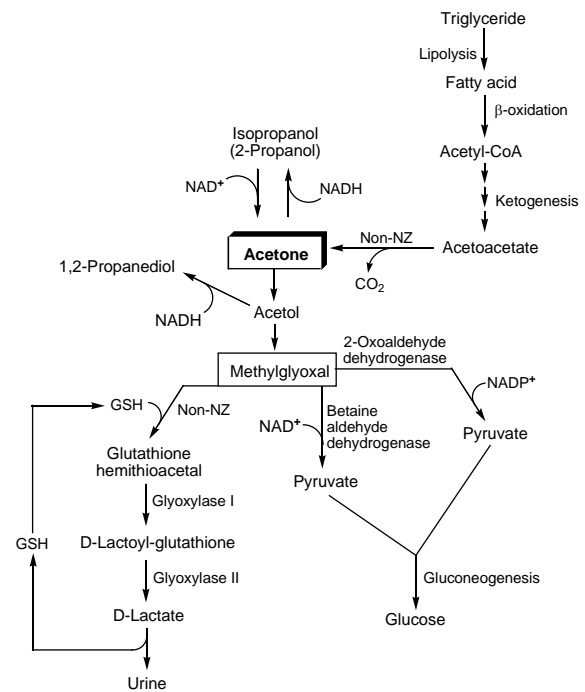 Triglyceride
Lipolysis
Fatty acid
β-oxidation
Acetyl-CoA
Ketogenesis
Acetoacetate
Isopropanol
(2-Propanol)
NAD+
NADH
Non-NZ
CO2
Acetone
1,2-Propanediol
NADH
Acetol
Methylglyoxal
2-Oxoaldehyde
dehydrogenase
NADP+
Pyruvate
GSH
Non-NZ
NAD+
Betaine
aldehyde
dehydrogenase
Glutathione
hemithioacetal
Pyruvate
Glyoxylase I
D-Lactoyl-glutathione
GSH
Glyoxylase II
Gluconeogenesis
D-Lactate
Glucose
Urine